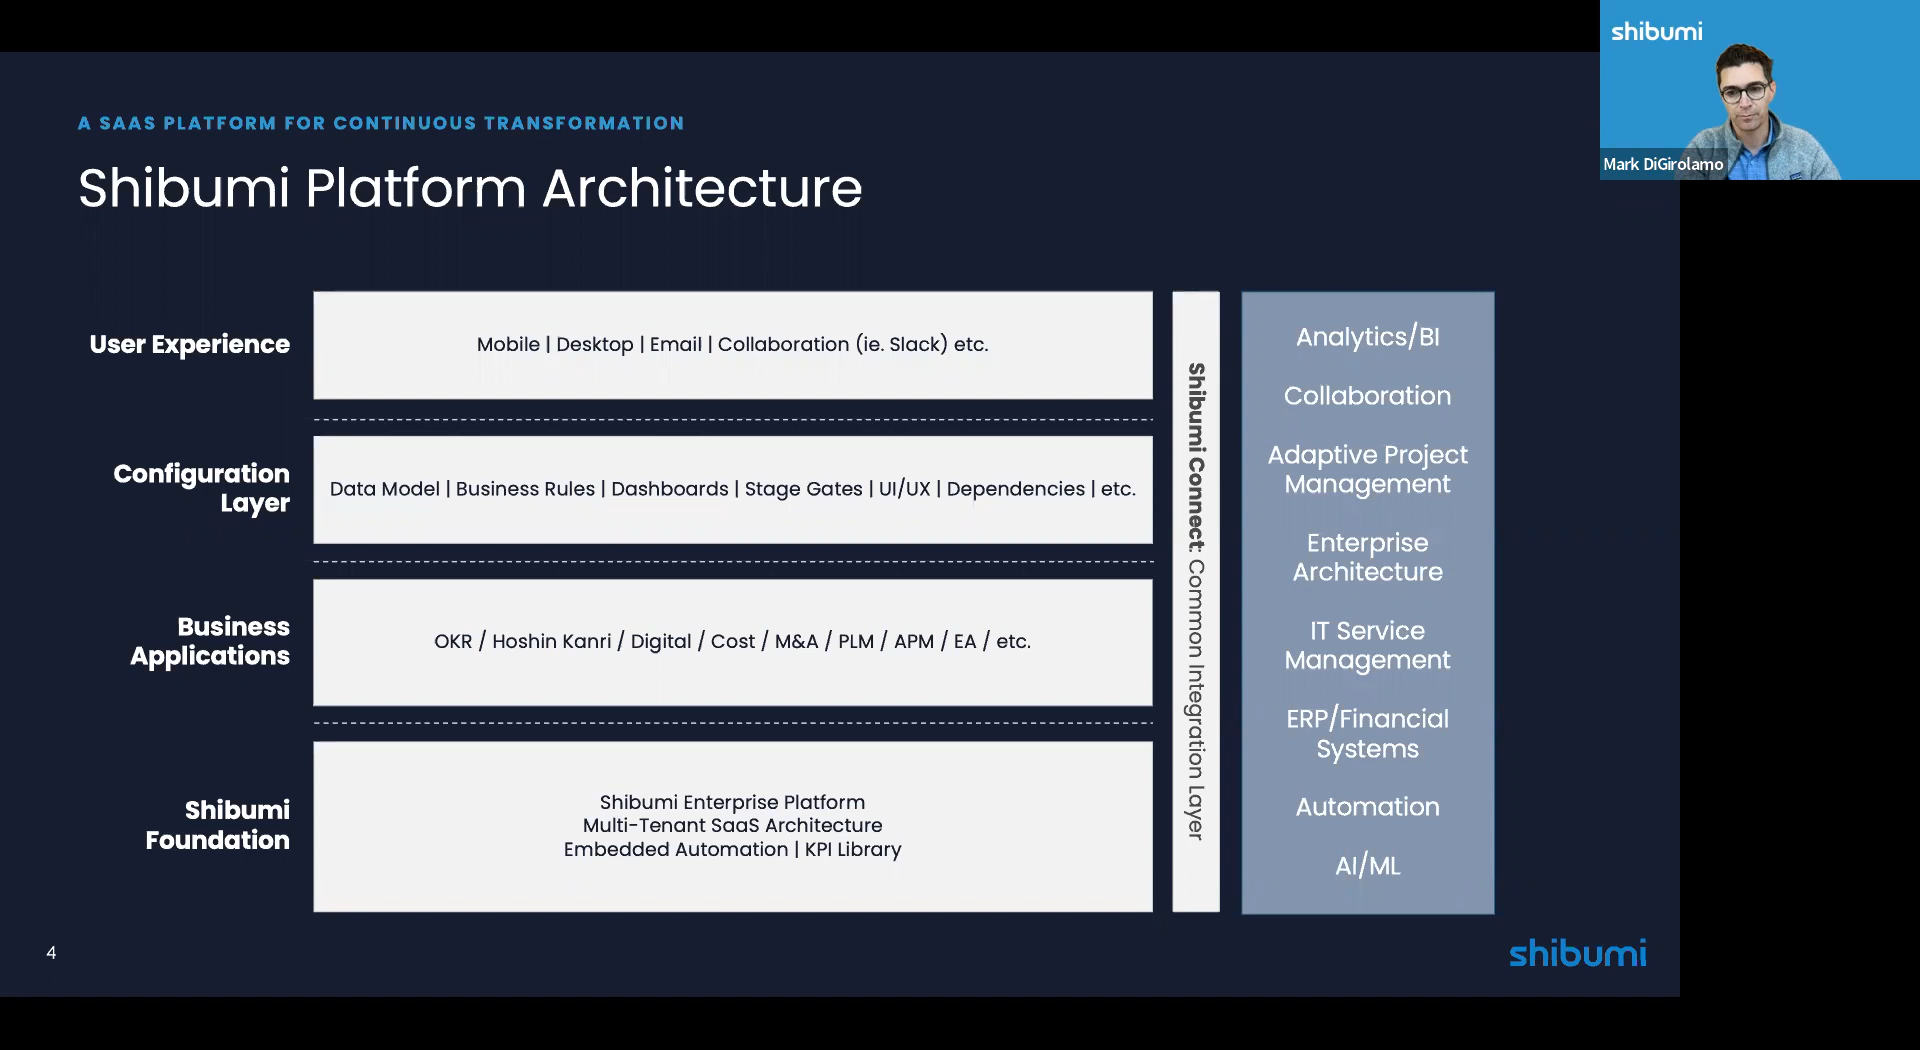 shibumi
Mark DiGirolamo
A SAAS PLATFORM FOR CONTINUOUS TRANSFORMATION
Shibumi Platform Architecture
User Experience
Mobile | Desktop | Email | Collaboration (ie. Slack) etc.
Configuration
Layer
Data Model | Business Rules | Dashboards | Stage Gates | UI/UX | Dependencies | etc.
Business
Applications
OKR / Hoshin Kanri / Digital / Cost / M&A / PLM / APM / EA / etc.
Shibumi
Foundation
Shibumi Enterprise Platform
Multi-Tenant SaaS Architecture
Embedded Automation | KPI Library
Shibumi Connect: Common Integration Layer
Analytics/BI
Collaboration
Adaptive Project
Management
Enterprise
Architecture
IT Service
Management
ERP/Financial
Systems
Automation
AI/ML
4
shibumi